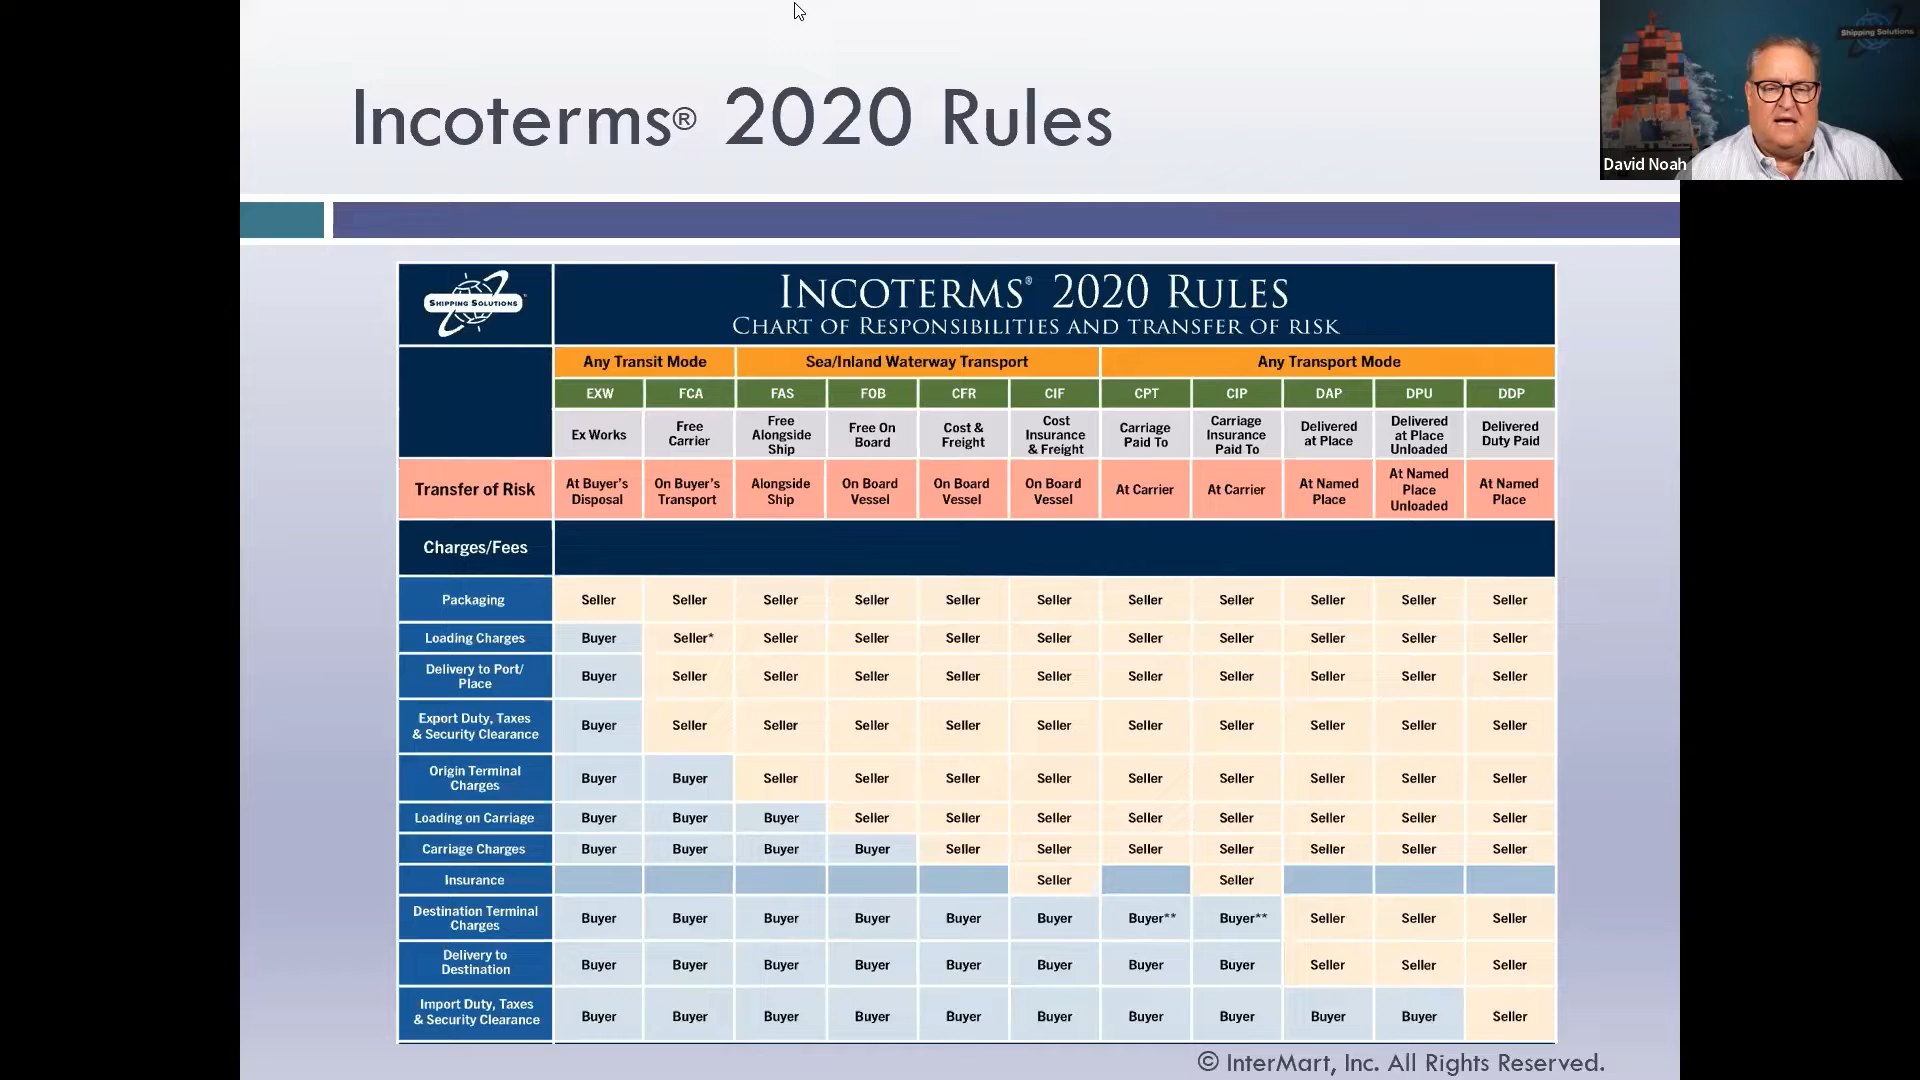 Incoterms® 2020 Rules
Shipping Solutions
David Noah
SHIPPING SOLUTIONS
INCOTERMS® 2020 RULES
CHART OF RESPONSIBILITIES AND TRANSFER OF RISK
Any Transit Mode Sea/Inland Waterway Transport Any Transport Mode
EXW FCA FAS FOB CFR CIF CPT CIP DAP DPU DDP
Ex Works
Free
Carrier
Free
Alongside
Ship
Free On
Board
Cost &
Freight
Cost
Insurance
& Freight
Carriage
Paid To
Carriage
Insurance
Paid To
Delivered
at Place
Delivered
at Place
Unloaded
Delivered
Duty Paid
Transfer of Risk
At Buyer's
Disposal
On Buyer's
Transport
Alongside
Ship
On Board
Vessel
On Board
Vessel
On Board
Vessel
At Carrier
At Carrier
At Named
Place
At Named
Place
Unloaded
At Named
Place
Charges/Fees
Packaging Seller Seller Seller Seller Seller Seller Seller Seller Seller Seller Seller
Loading Charges Buyer Seller* Seller Seller Seller Seller Seller Seller Seller Seller Seller
Delivery to Port/
Place
Buyer Seller Seller Seller Seller Seller Seller Seller Seller Seller Seller
Export Duty, Taxes
& Security Clearance
Buyer Seller Seller Seller Seller Seller Seller Seller Seller Seller Seller
Origin Terminal
Charges
Buyer Buyer Seller Seller Seller Seller Seller Seller Seller Seller Seller
Loading on Carriage Buyer Buyer Buyer Seller Seller Seller Seller Seller Seller Seller Seller
Carriage Charges Buyer Buyer Buyer Buyer Seller Seller Seller Seller Seller Seller Seller
Insurance Seller Seller
Destination Terminal
Charges
Buyer Buyer Buyer Buyer Buyer Buyer Buyer** Buyer** Seller Seller Seller
Delivery to
Destination
Buyer Buyer Buyer Buyer Buyer Buyer Buyer Buyer Seller Seller Seller
Import Duty, Taxes
& Security Clearance
Buyer Buyer Buyer Buyer Buyer Buyer Buyer Buyer Buyer Buyer Seller
© InterMart, Inc. All Rights Reserved.